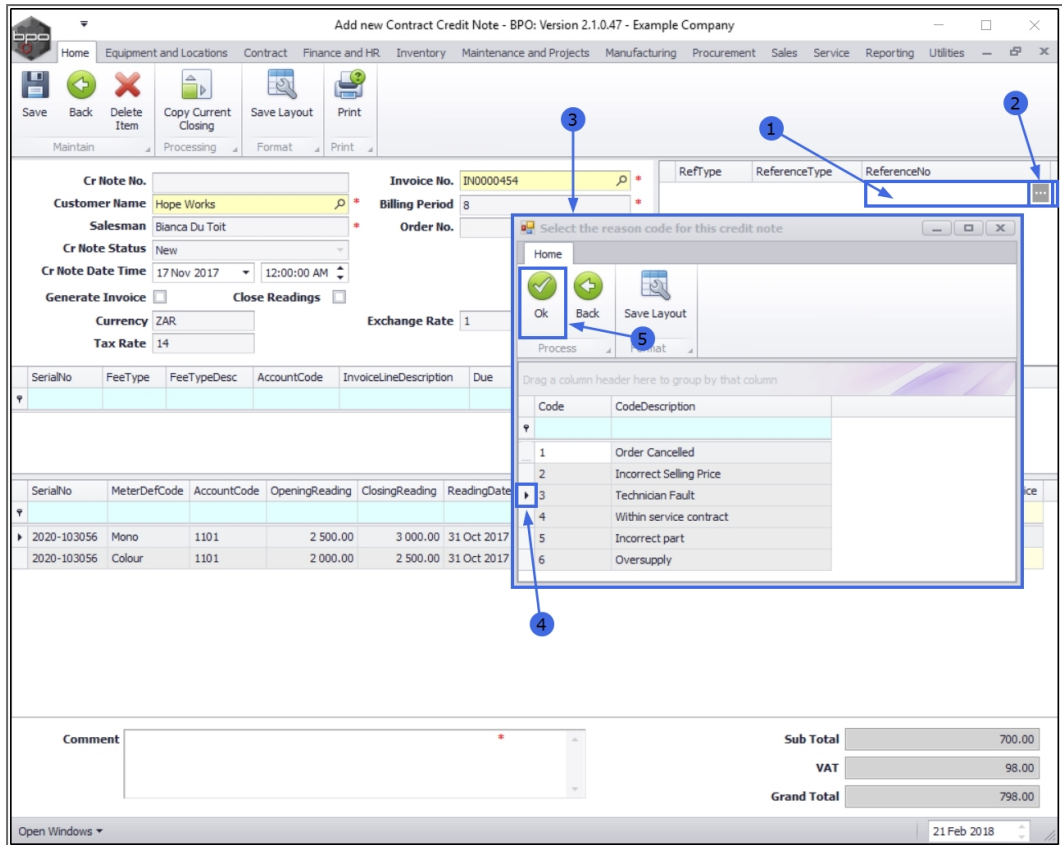 bpo
Add new Contract Credit Note - BPO: Version 2.1.0.47 - Example Company
Home Equipment and Locations Contract Finance and HR Inventory Maintenance and Projects Manufacturing Procurement Sales Service Reporting Utilities
Save Back Delete Item Copy Current Closing Save Layout Print
Maintain Processing Format Print
3
1
2
RefType ReferenceType ReferenceNo
...
Cr Note No.
Invoice No. IN0000454 *
Customer Name Hope Works *
Billing Period 8 *
Salesman Bianca Du Toit *
Order No.
Cr Note Status New
Cr Note Date Time 17 Nov 2017 12:00:00 AM
Generate Invoice Close Readings
Currency ZAR
Exchange Rate 1
Tax Rate 14
Select the reason code for this credit note
Home
Ok Back Save Layout
5
Process
Drag a column header here to group by that column
Code CodeDescription
1 Order Cancelled
2 Incorrect Selling Price
3 Technician Fault
4 Within service contract
5 Incorrect part
6 Oversupply
4
SerialNo FeeType FeeTypeDesc AccountCode InvoiceLineDescription Due
SerialNo MeterDefCode AccountCode OpeningReading ClosingReading ReadingDate
2020-103056 Mono 1101 2 500.00 3 000.00 31 Oct 2017
2020-103056 Colour 1101 2 000.00 2 500.00 31 Oct 2017
Comment *
Sub Total 700.00
VAT 98.00
Grand Total 798.00
Open Windows
21 Feb 2018